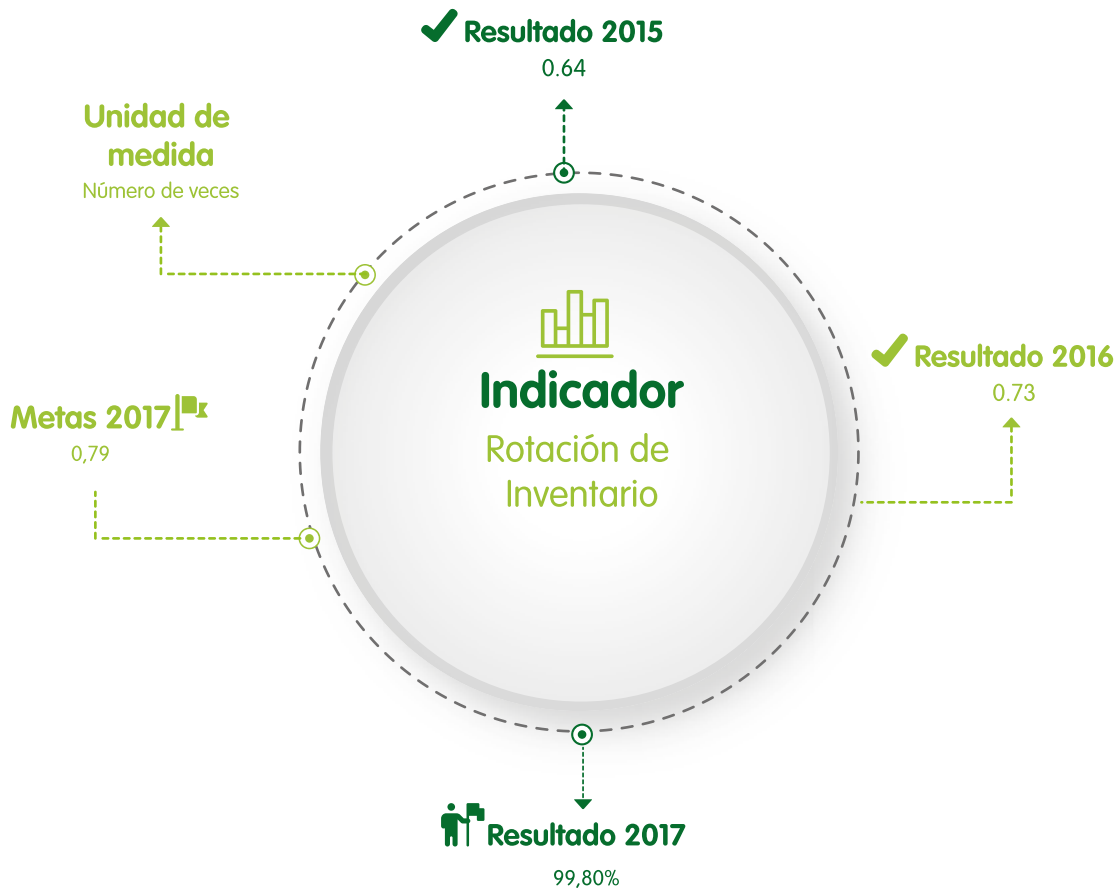 Resultado 2015
0.64
Unidad de
medida
Número de veces
Resultado 2016
0.73
Metas 2017
0,79
Indicador
Rotación de
Inventario
Resultado 2017
99,80%